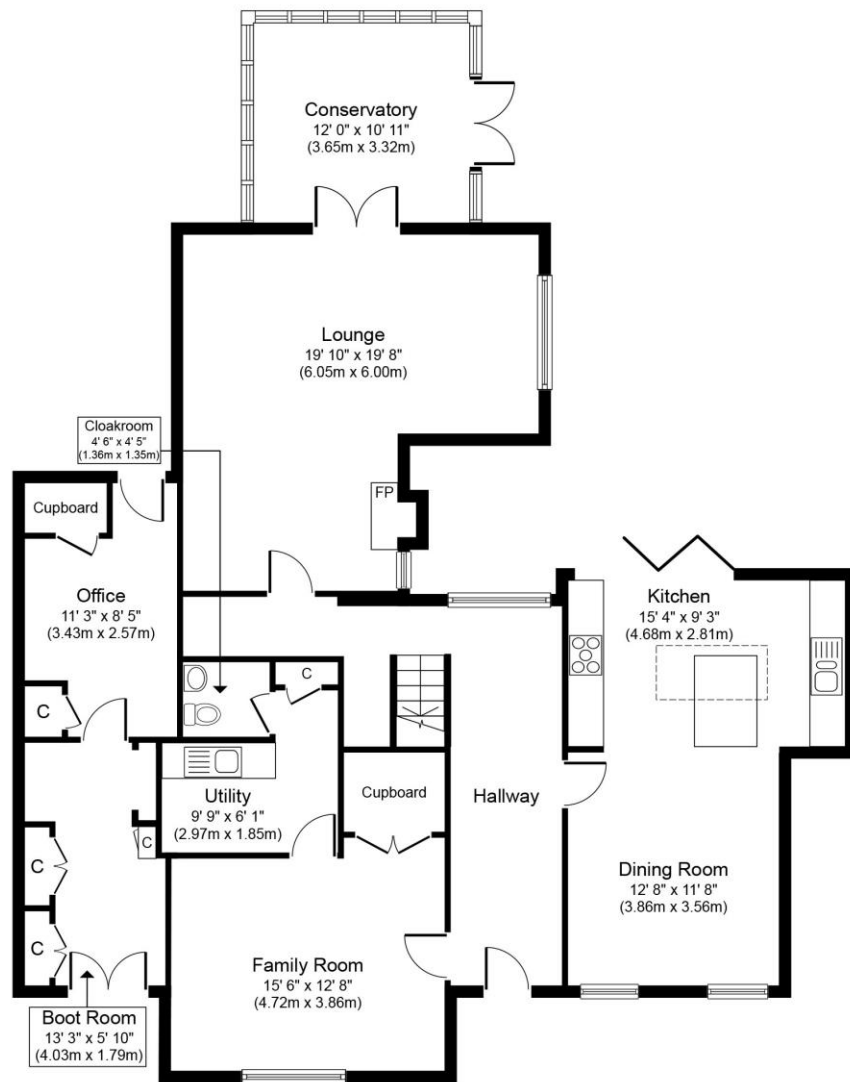 Conservatory
12' 0" x 10' 11"
(3.65m x 3.32m)
Lounge
19' 10" x 19' 8"
(6.05m x 6.00m)
Cloakroom
4' 6" x 4' 5"
(1.36m x 1.35m)
FP
Cupboard
Office
11' 3" x 8' 5"
(3.43m x 2.57m)
Kitchen
15' 4" x 9' 3"
(4.68m x 2.81m)
C
C
Utility
9' 9" x 6' 1"
(2.97m x 1.85m)
Cupboard
Hallway
C
C
C
Dining Room
12' 8" x 11' 8"
(3.86m x 3.56m)
Family Room
15' 6" x 12' 8"
(4.72m x 3.86m)
Boot Room
13' 3" x 5' 10"
(4.03m x 1.79m)